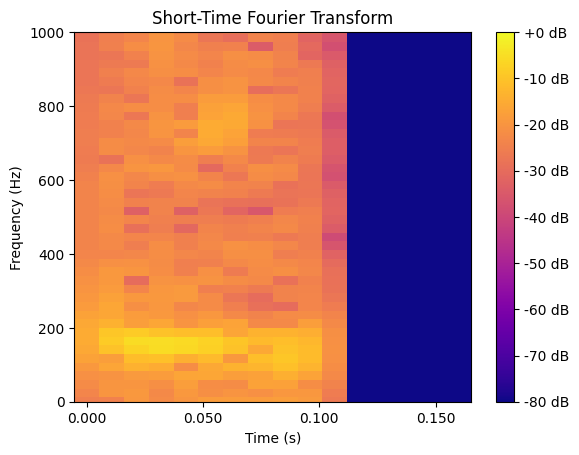 Short-Time Fourier Transform
1000
800
600
400
200
0
Frequency (Hz)
0.000
0.050
0.100
0.150
Time (s)
+0 dB
-10 dB
-20 dB
-30 dB
-40 dB
-50 dB
-60 dB
-70 dB
-80 dB